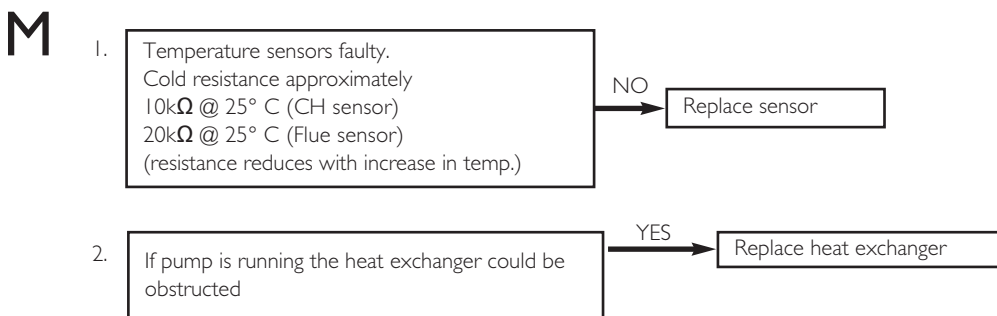 M
1.
Temperature sensors faulty.
Cold resistance approximately
10kΩ @ 25° C (CH sensor)
20kΩ @ 25° C (Flue sensor)
(resistance reduces with increase in temp.)
NO
Replace sensor
2.
If pump is running the heat exchanger could be
obstructed
YES
Replace heat exchanger